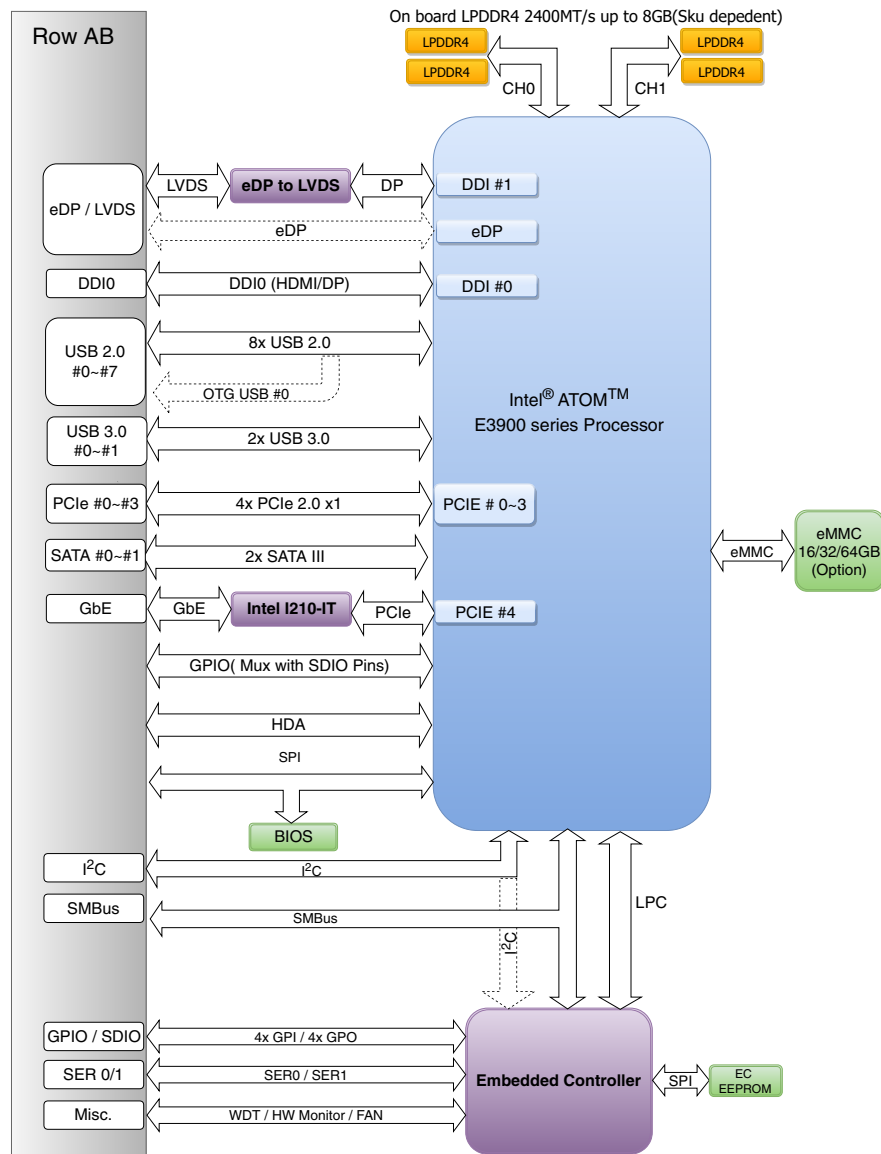 On board LPDDR4 2400MT/s up to 8GB(Sku depedent)
Row AB
LPDDR4
LPDDR4
LPDDR4
LPDDR4
CH0
CH1
eDP / LVDS
LVDS
eDP to LVDS
DP
DDI #1
eDP
eDP
DDI0
DDI0 (HDMI/DP)
DDI #0
USB 2.0
#0~#7
8x USB 2.0
OTG USB #0
Intel® ATOM™
E3900 series Processor
USB 3.0
#0~#1
2x USB 3.0
PCIe #0~#3
4x PCIe 2.0 x1
PCIE # 0~3
SATA #0~#1
2x SATA III
eMMC
eMMC
16/32/64GB
(Option)
GbE
GbE
Intel I210-IT
PCIe
PCIE #4
GPIO( Mux with SDIO Pins)
HDA
SPI
BIOS
I²C
I²C
SMBus
SMBus
I²C
LPC
GPIO / SDIO
4x GPI / 4x GPO
SER 0/1
SER0 / SER1
Embedded Controller
SPI
EC
EEPROM
Misc.
WDT / HW Monitor / FAN